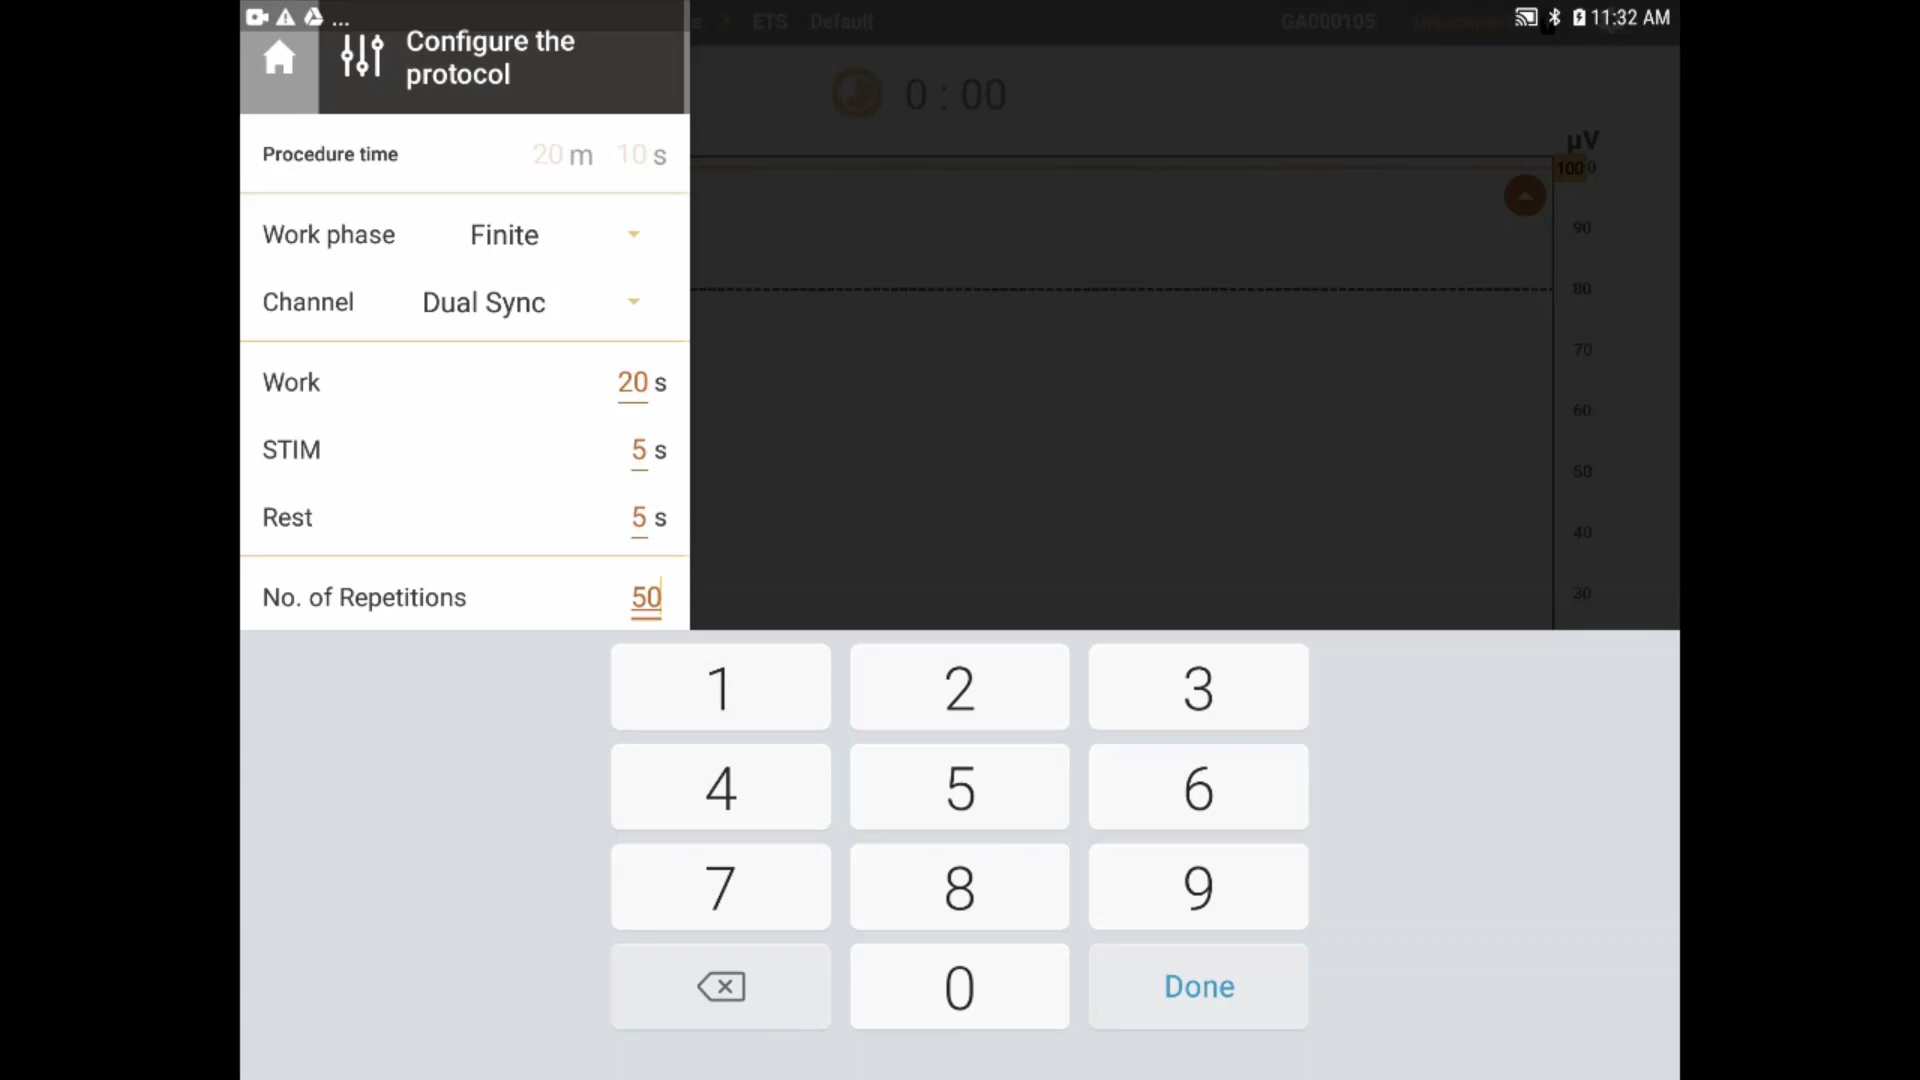 ...
11:32 AM
Configure the
protocol
ETS Default
GA000105
0 : 00
Procedure time 20 m 10 s
Work phase Finite
Channel Dual Sync
Work 20 s
STIM 5 s
Rest 5 s
No. of Repetitions 50
µV
100
90
80
70
60
50
40
30
1 2 3
4 5 6
7 8 9
0 Done